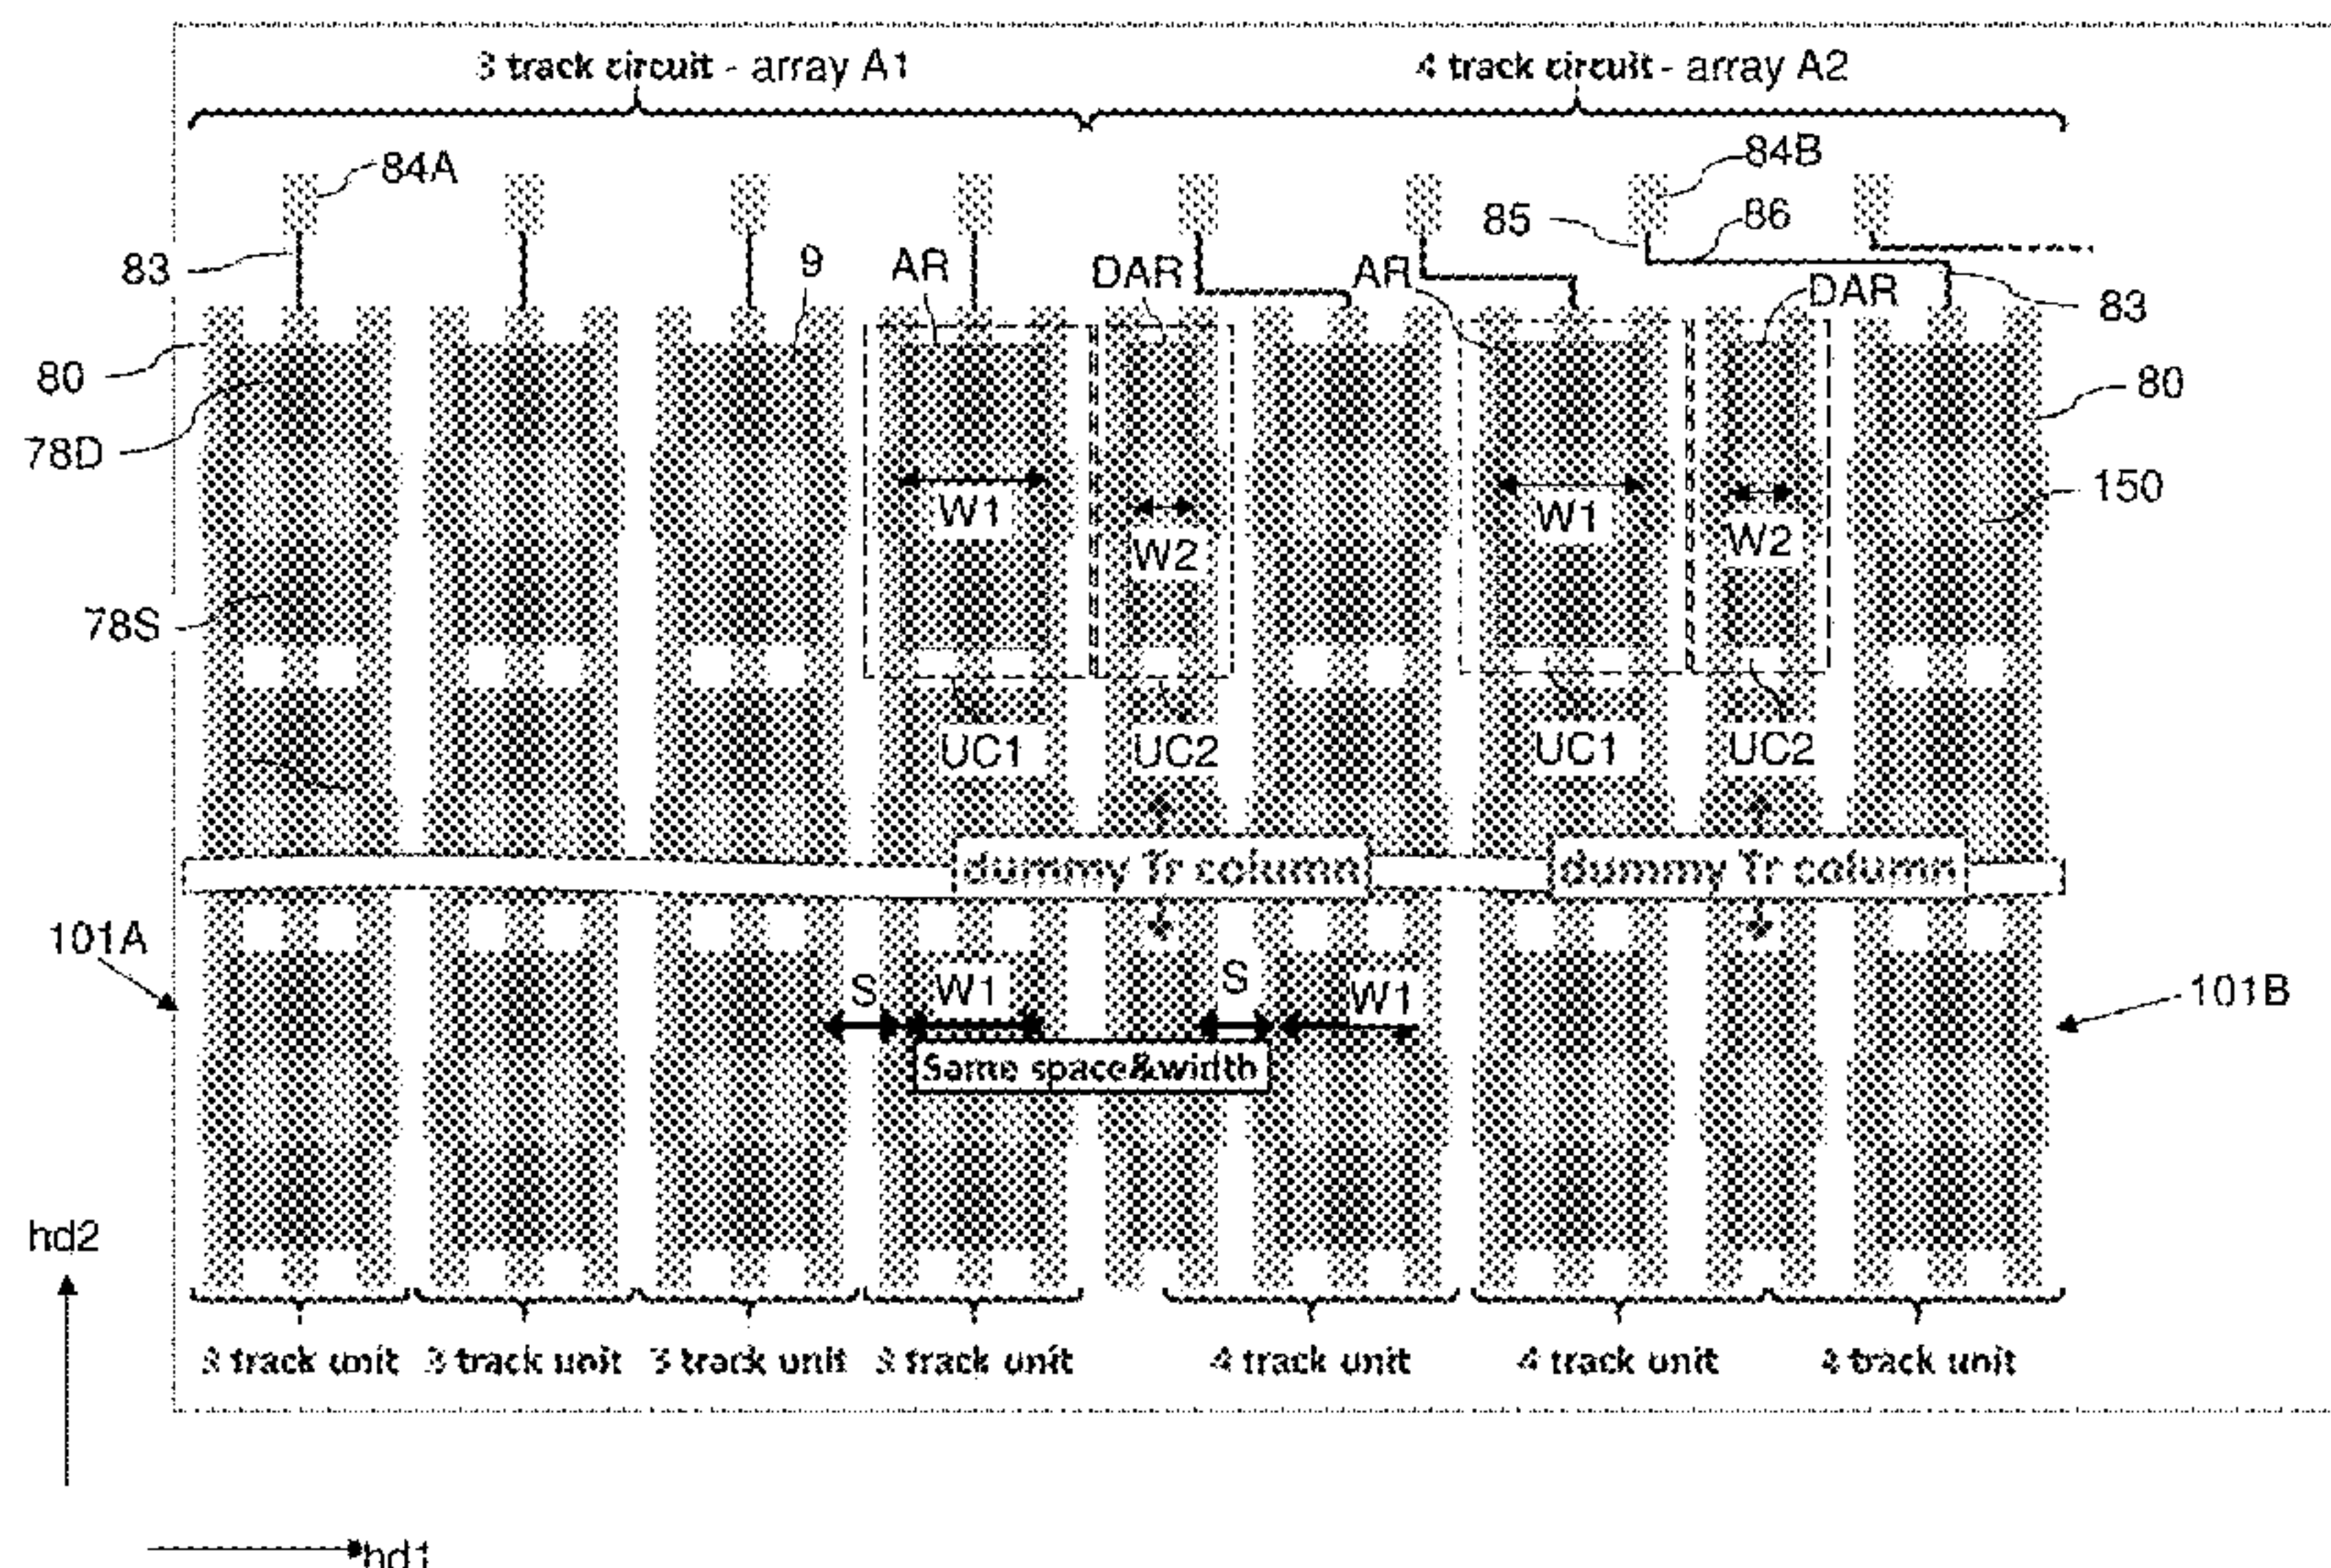 3 track circuit - array A1
4 track circuit - array A2
84A
84B
85
86
83
9
AR
DAR
AR
DAR
83
80
80
78D
W1
W1
150
W2
W2
78S
UC1
UC2
UC1
UC2
dummy Tr column
dummy Tr column
101A
S
W1
S
W1
101B
Same space&width
hd2
3 track unit
3 track unit
3 track unit
3 track unit
4 track unit
4 track unit
4 track unit
hd1